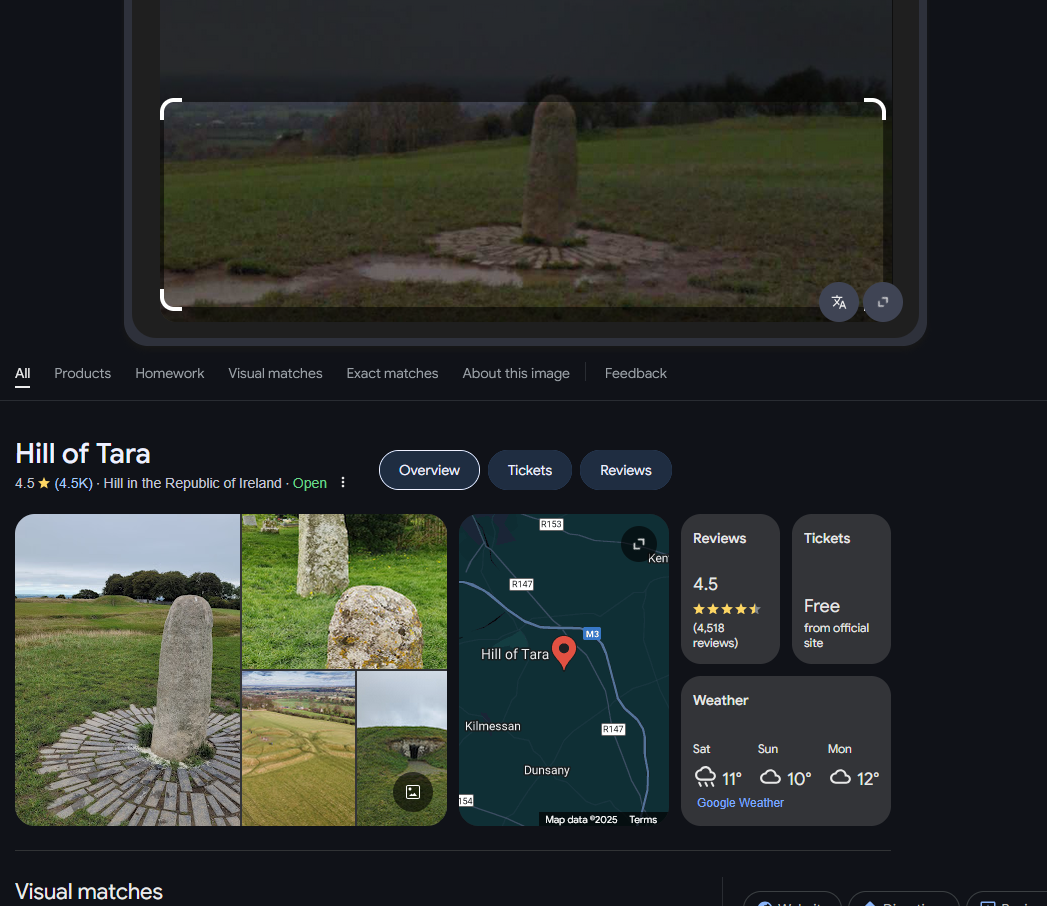 All Products Homework Visual matches Exact matches About this image Feedback
Hill of Tara
4.5 ★ (4.5K) · Hill in the Republic of Ireland · Open
Overview Tickets Reviews
R153
R147
M3
Hill of Tara
Kilmessan
R147
Dunsany
Map data ©2025 Terms
Reviews
4.5
(4,518
reviews)
Tickets
Free
from official
site
Weather
Sat Sun Mon
11° 10° 12°
Google Weather
Visual matches